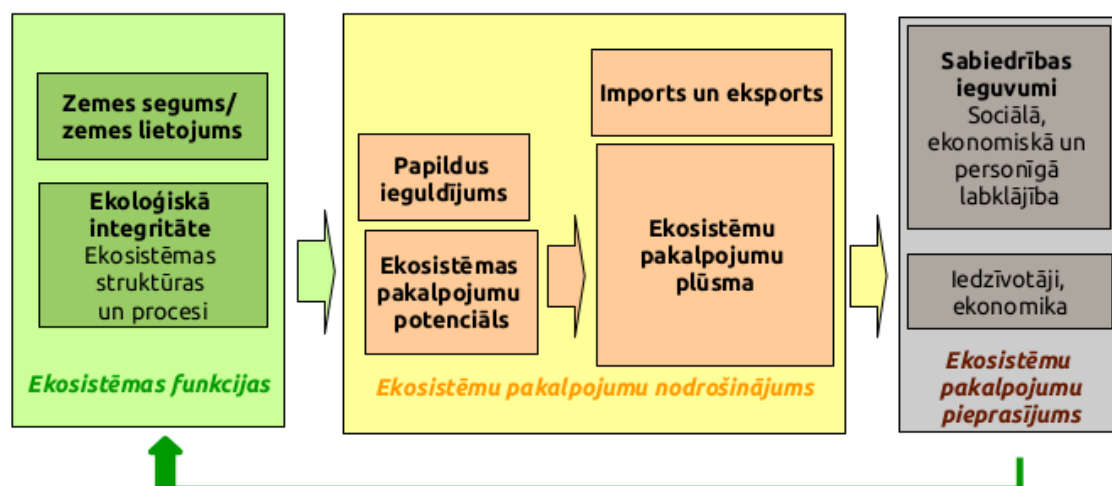 Zemes segums/
zemes lietojums
Ekoloģiskā
integritāte
Ekosistēmas
struktūras
un procesi
Ekosistēmas funkcijas
Papildus
ieguldījums
Ekosistēmas
pakalpojumu
potenciāls
Imports un eksports
Ekosistēmu
pakalpojumu
plūsma
Ekosistēmu pakalpojumu nodrošinājums
Sabiedrības
ieguvumi
Sociālā,
ekonomiskā un
personīgā
labklājība
Iedzīvotāji,
ekonomika
Ekosistēmu
pakalpojumu
pieprasījums